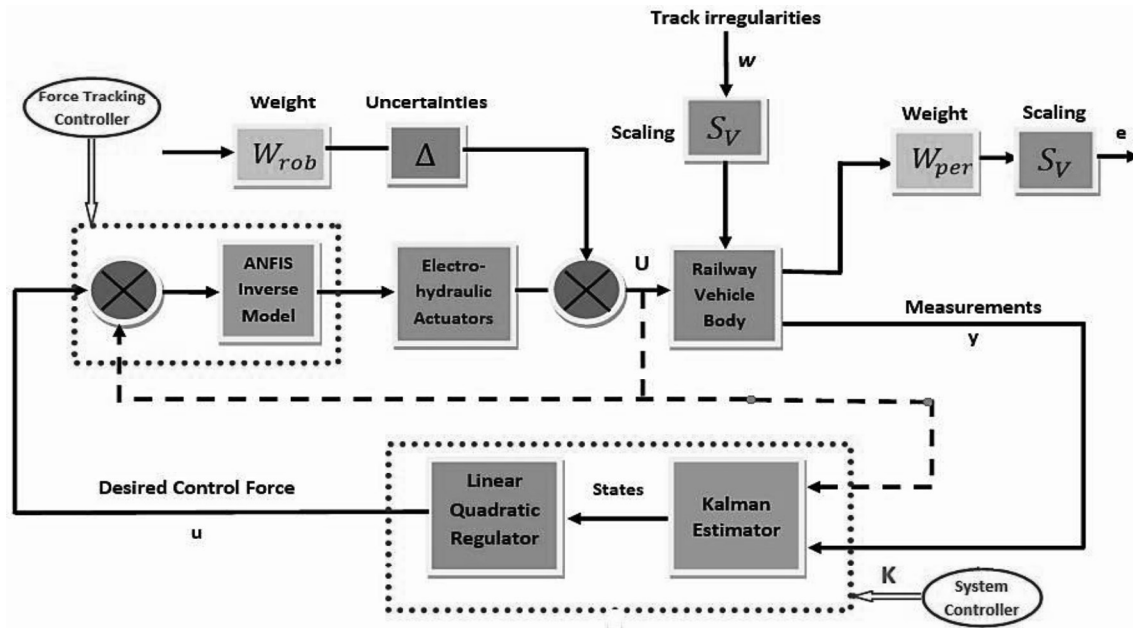 Track irregularities
w
Force Tracking
Controller
Weight
Uncertainties
Scaling
Weight
Scaling
W_rob
Δ
S_V
W_per
S_V
e
ANFIS
Inverse
Model
Electro-
hydraulic
Actuators
U
Railway
Vehicle
Body
Measurements
y
Desired Control Force
u
Linear
Quadratic
Regulator
States
Kalman
Estimator
K
System
Controller